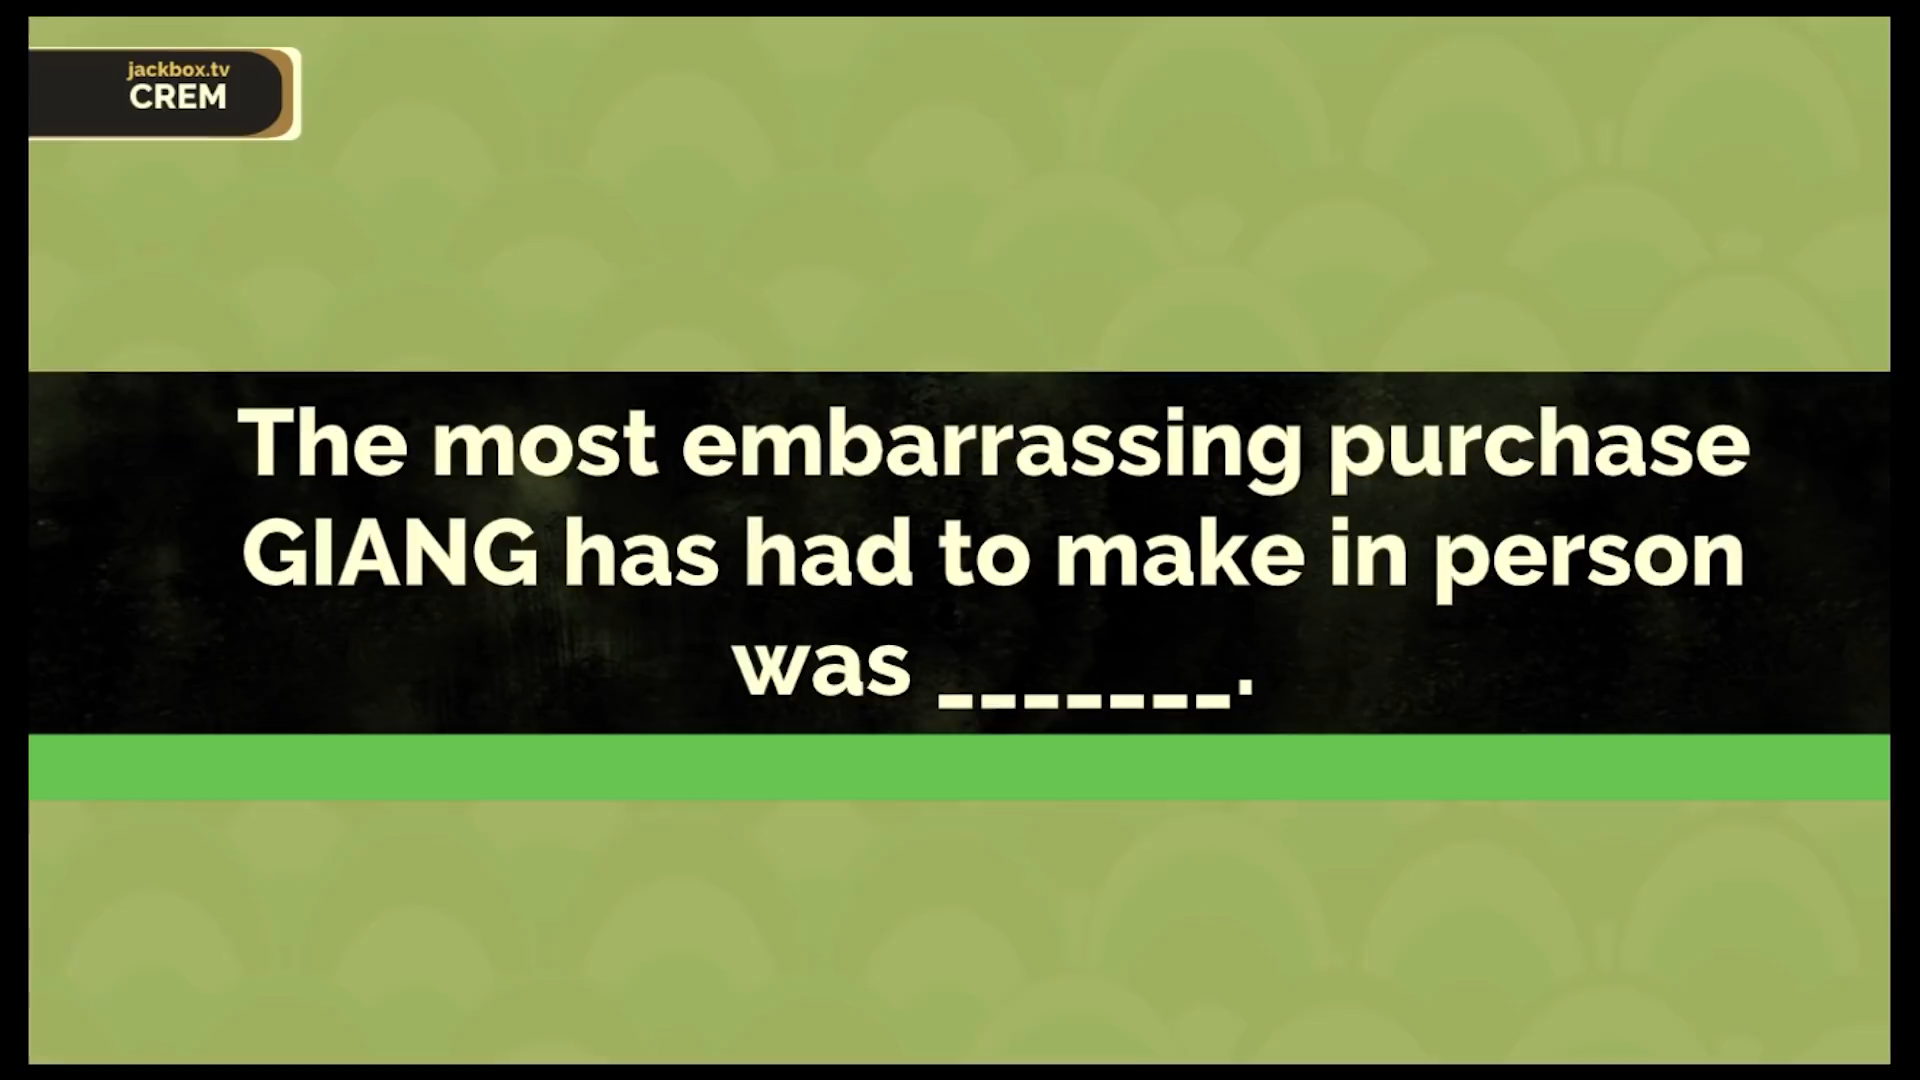 jackbox.tv
CREM
The most embarrassing purchase
GIANG has had to make in person
was _______.